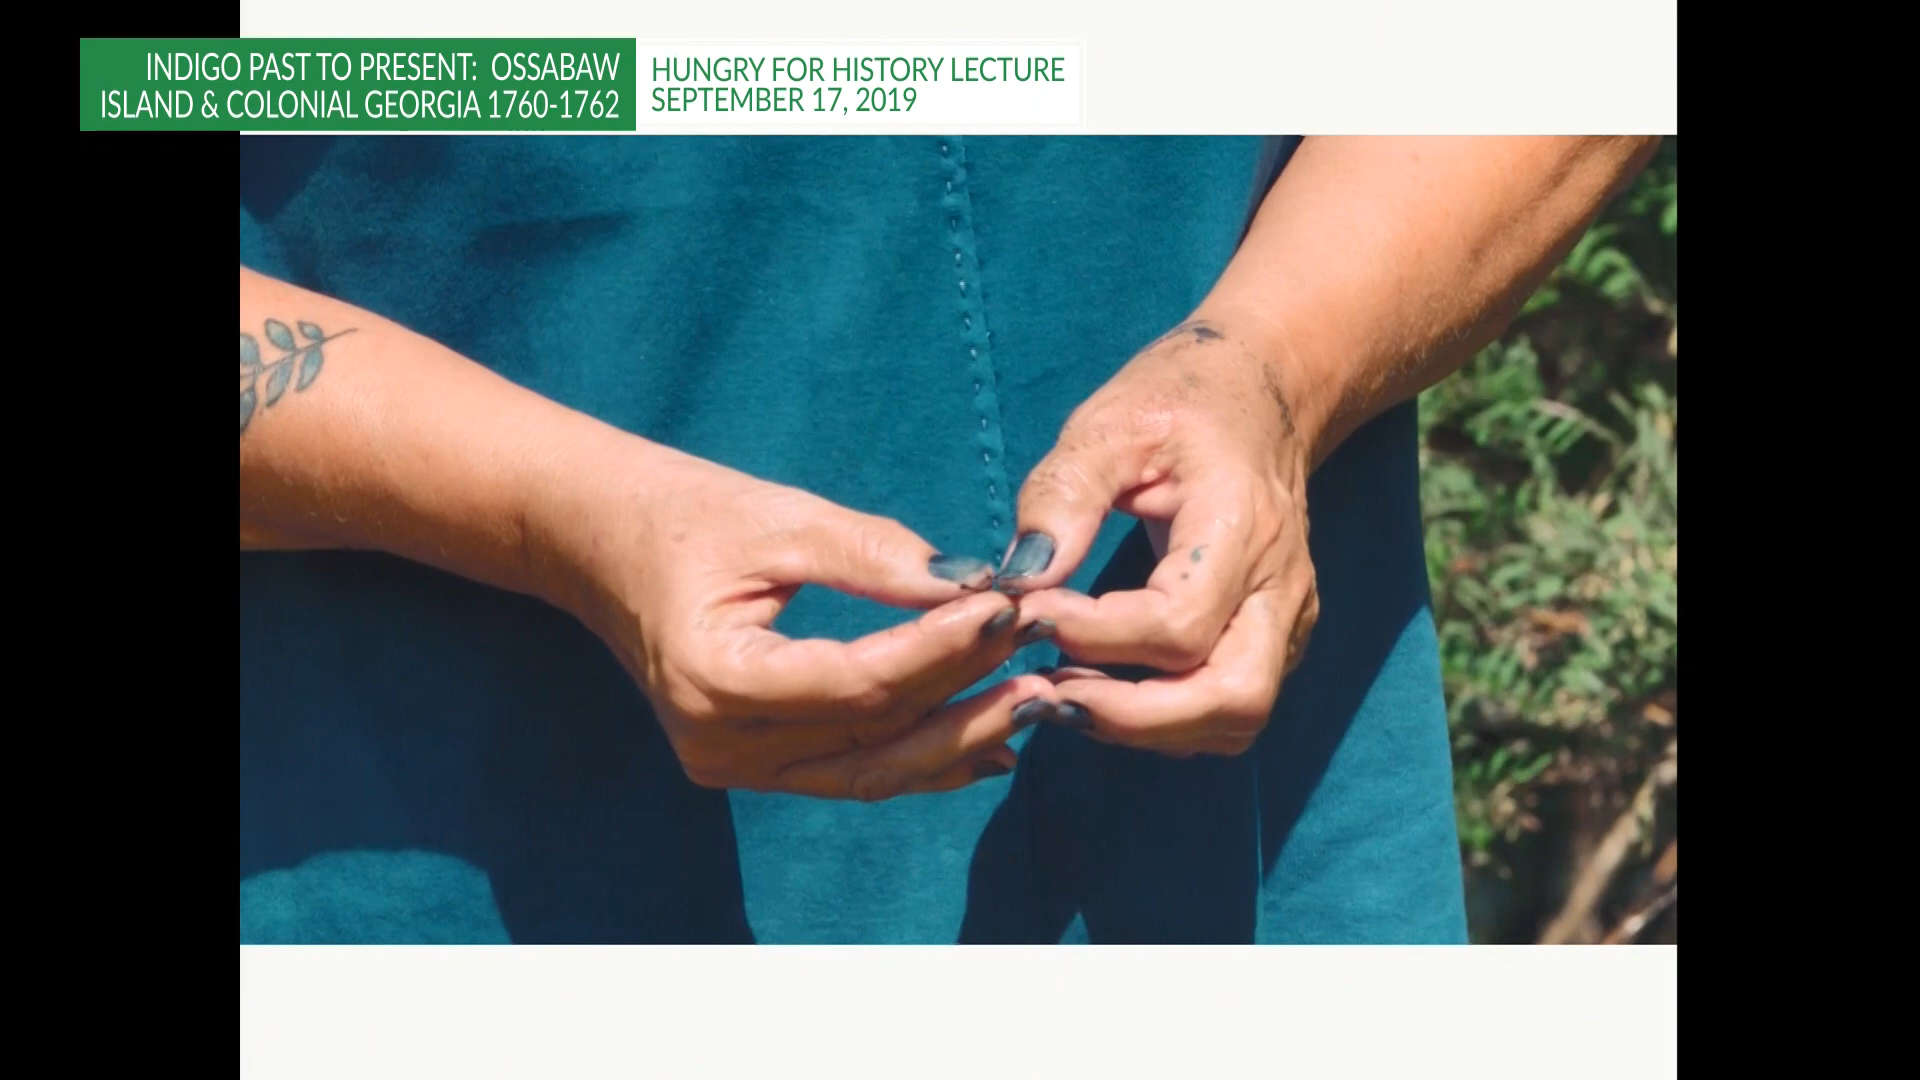 INDIGO PAST TO PRESENT: OSSABAW
ISLAND & COLONIAL GEORGIA 1760-1762
HUNGRY FOR HISTORY LECTURE
SEPTEMBER 17, 2019